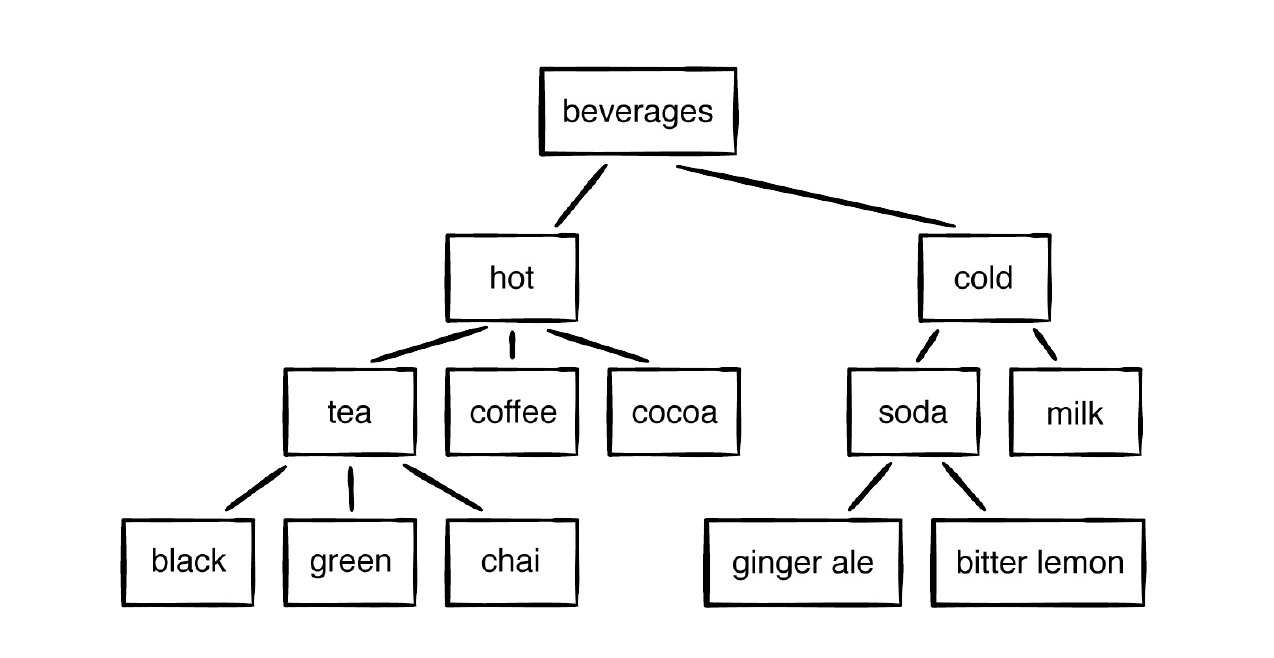 beverages
hot
cold
tea
coffee
cocoa
soda
milk
black
green
chai
ginger ale
bitter lemon